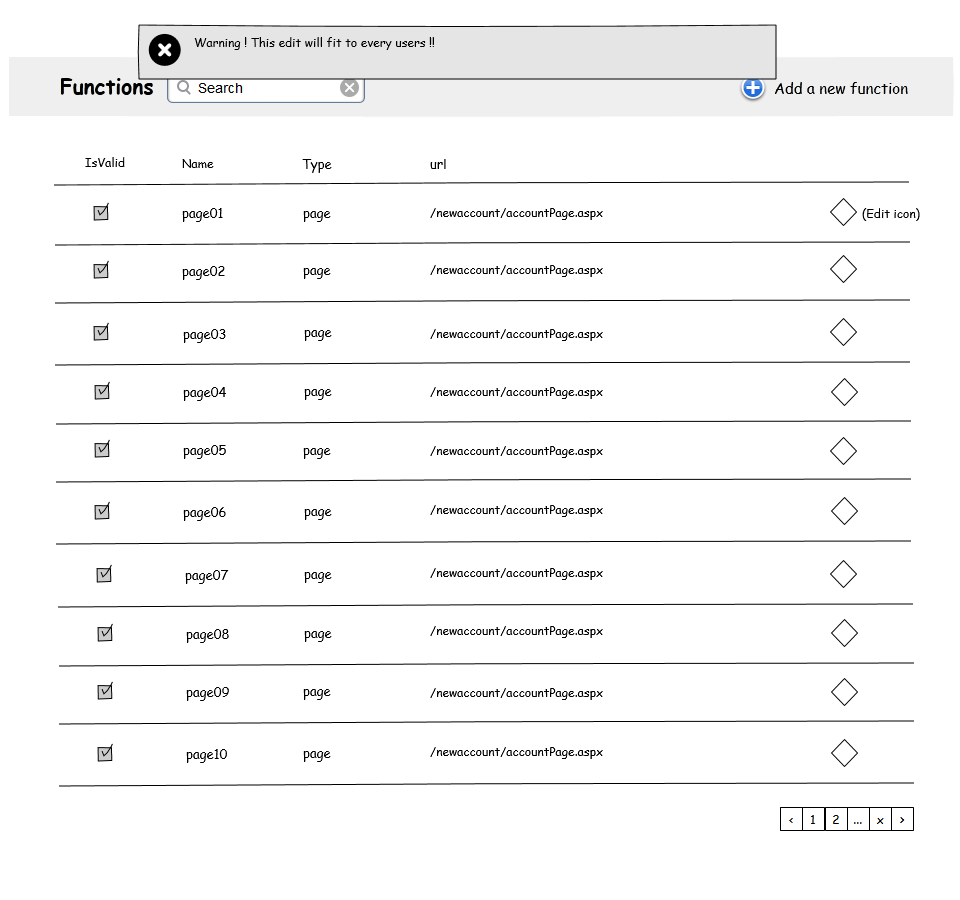 Warning ! This edit will fit to every users !!
Functions Search Add a new function
IsValid Name Type url
page01 page /newaccount/accountPage.aspx (Edit icon)
page02 page /newaccount/accountPage.aspx
page03 page /newaccount/accountPage.aspx
page04 page /newaccount/accountPage.aspx
page05 page /newaccount/accountPage.aspx
page06 page /newaccount/accountPage.aspx
page07 page /newaccount/accountPage.aspx
page08 page /newaccount/accountPage.aspx
page09 page /newaccount/accountPage.aspx
page10 page /newaccount/accountPage.aspx
< 1 2 ... x >